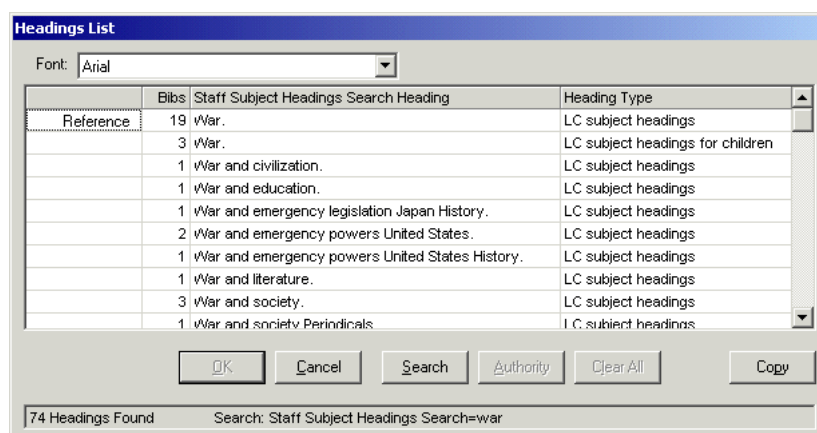 Headings List
Font: Arial
Bibs Staff Subject Headings Search Heading Heading Type
Reference 19 War. LC subject headings
3 War. LC subject headings for children
1 War and civilization. LC subject headings
1 War and education. LC subject headings
1 War and emergency legislation Japan History. LC subject headings
2 War and emergency powers United States. LC subject headings
1 War and emergency powers United States History. LC subject headings
1 War and literature. LC subject headings
3 War and society. LC subject headings
1 War and society Periodicals LC subject headings
OK Cancel Search Authority Clear All Copy
74 Headings Found Search: Staff Subject Headings Search=war